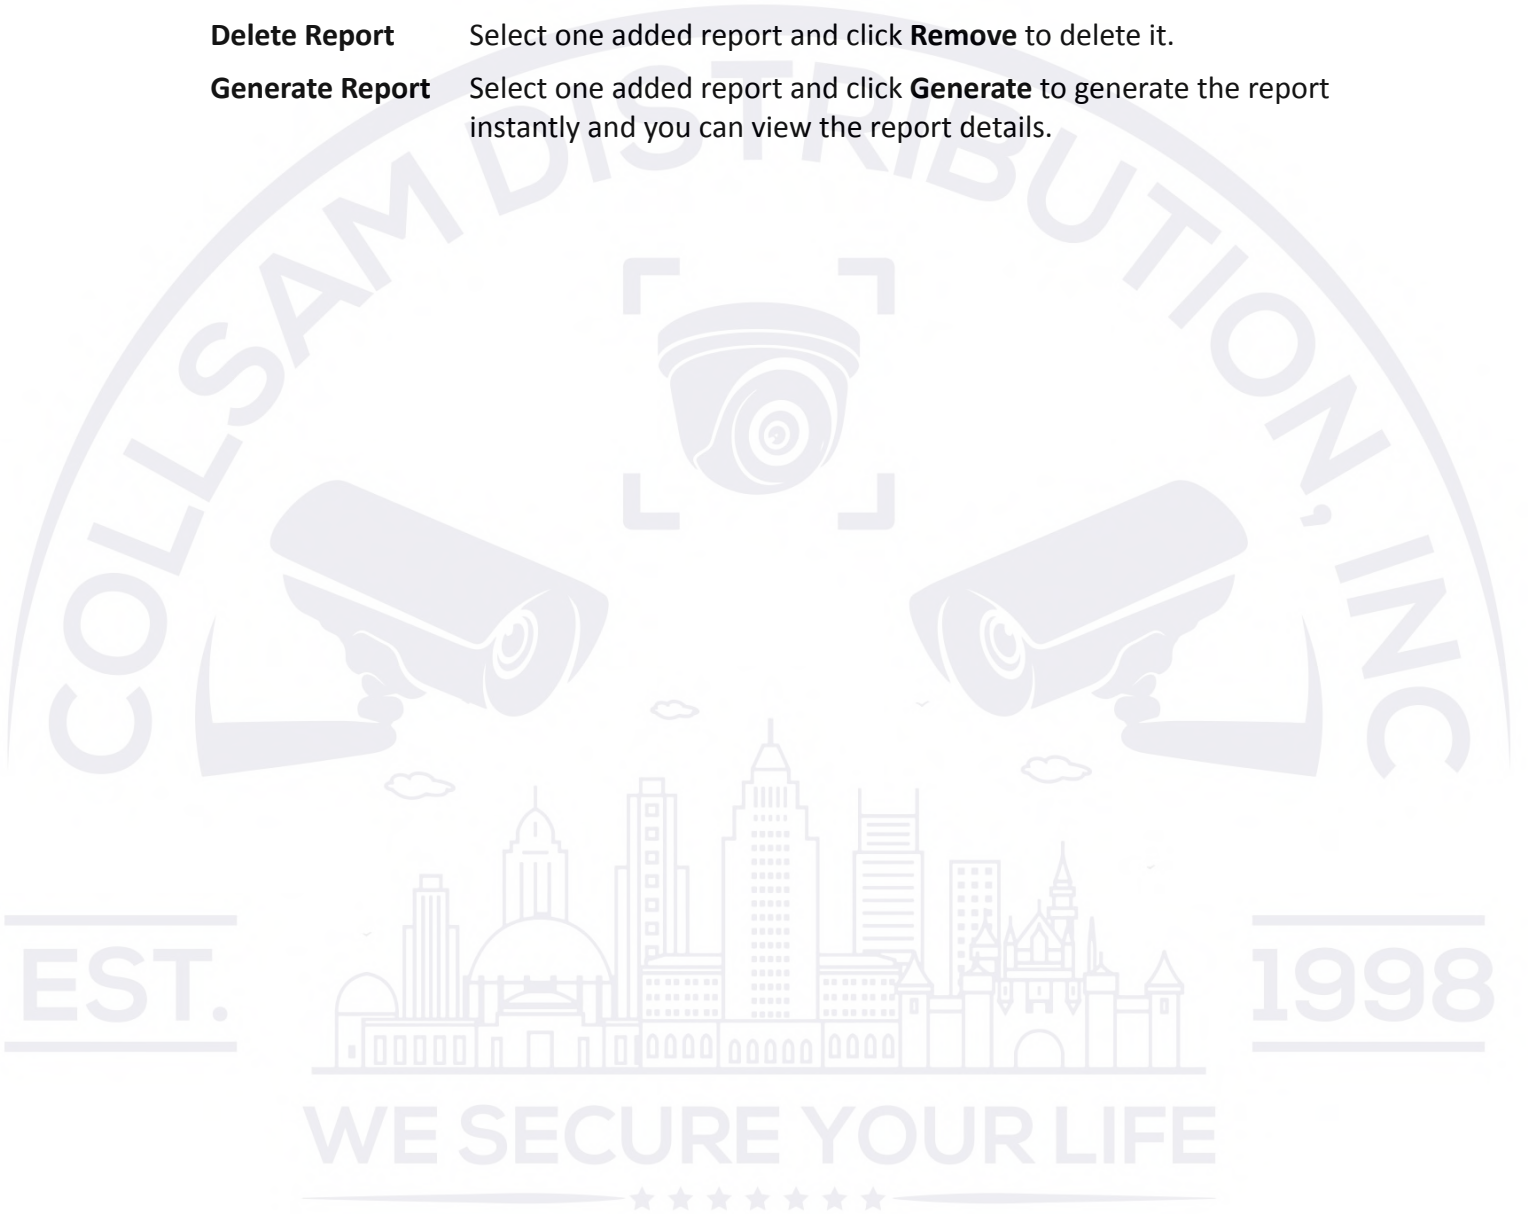 Delete Report Select one added report and click Remove to delete it.
Generate Report Select one added report and click Generate to generate the report
instantly and you can view the report details.
COLLSAM DISTRIBUTION, INC
EST.
1998
WE SECURE YOUR LIFE